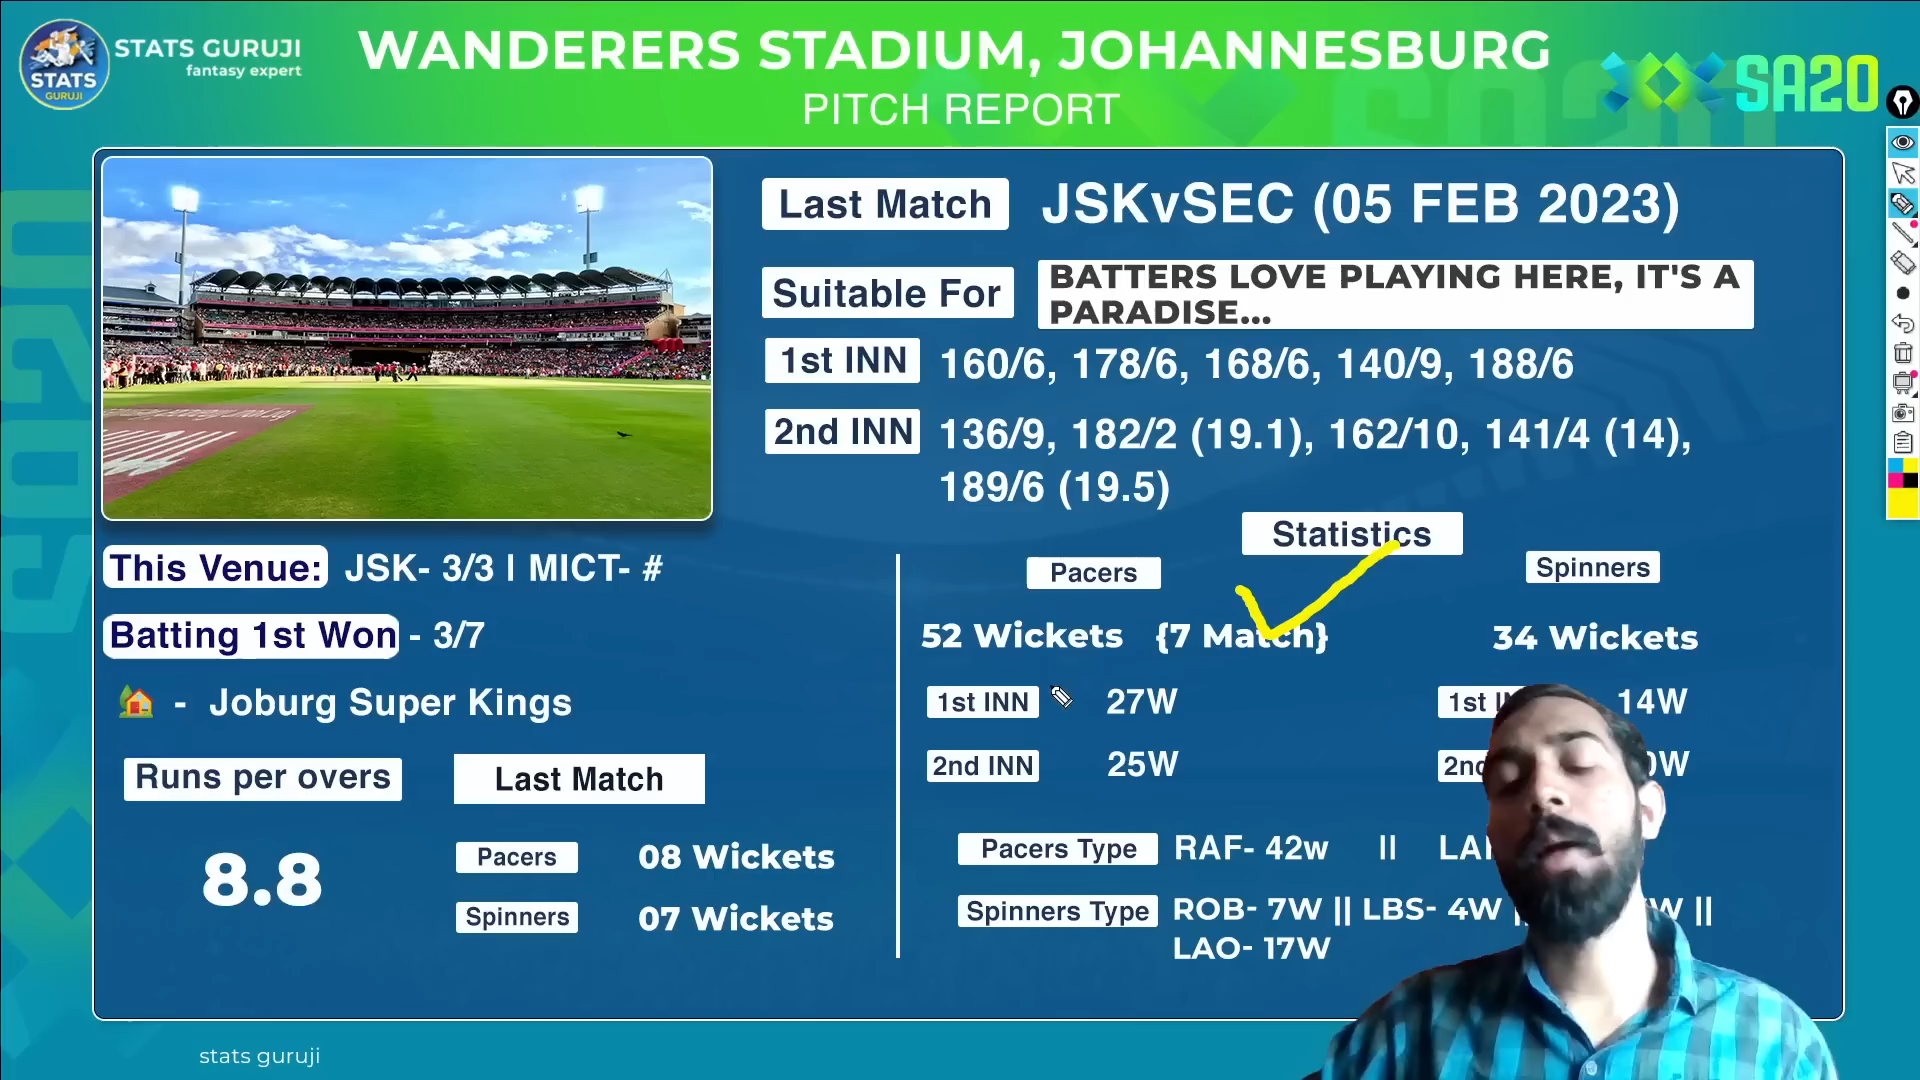 STATS GURUJI
fantasy expert
STATS
GURUJI
WANDERERS STADIUM, JOHANNESBURG
PITCH REPORT
SA20
Last Match JSKvSEC (05 FEB 2023)
Suitable For BATTERS LOVE PLAYING HERE, IT'S A
PARADISE...
1st INN 160/6, 178/6, 168/6, 140/9, 188/6
2nd INN 136/9, 182/2 (19.1), 162/10, 141/4 (14),
189/6 (19.5)
This Venue: JSK- 3/3 | MICT- #
Batting 1st Won - 3/7
- Joburg Super Kings
Runs per overs
8.8
Last Match
Pacers 08 Wickets
Spinners 07 Wickets
Statistics
Pacers
Spinners
52 Wickets {7 Match} 34 Wickets
1st INN 27W 1st 14W
2nd INN 25W
Pacers Type RAF- 42w ||
Spinners Type ROB- 7W || LBS- 4W ||
LAO- 17W
stats guruji